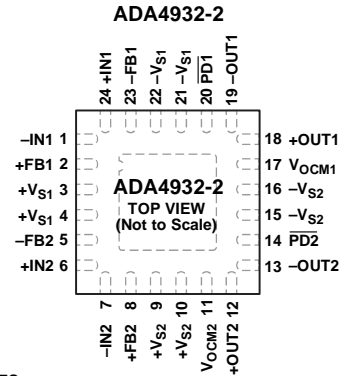 ADA4932-2
24 +IN1
23 –FB1
22 –VS1
21 –VS1
20 PD1
19 –OUT1
–IN1 1
+FB1 2
+VS1 3
+VS1 4
–FB2 5
+IN2 6
ADA4932-2
TOP VIEW
(Not to Scale)
18 +OUT1
17 VOCM1
16 –VS2
15 –VS2
14 PD2
13 –OUT2
–IN2 7
+FB2 8
+VS2 9
+VS2 10
VOCM2 11
+OUT2 12